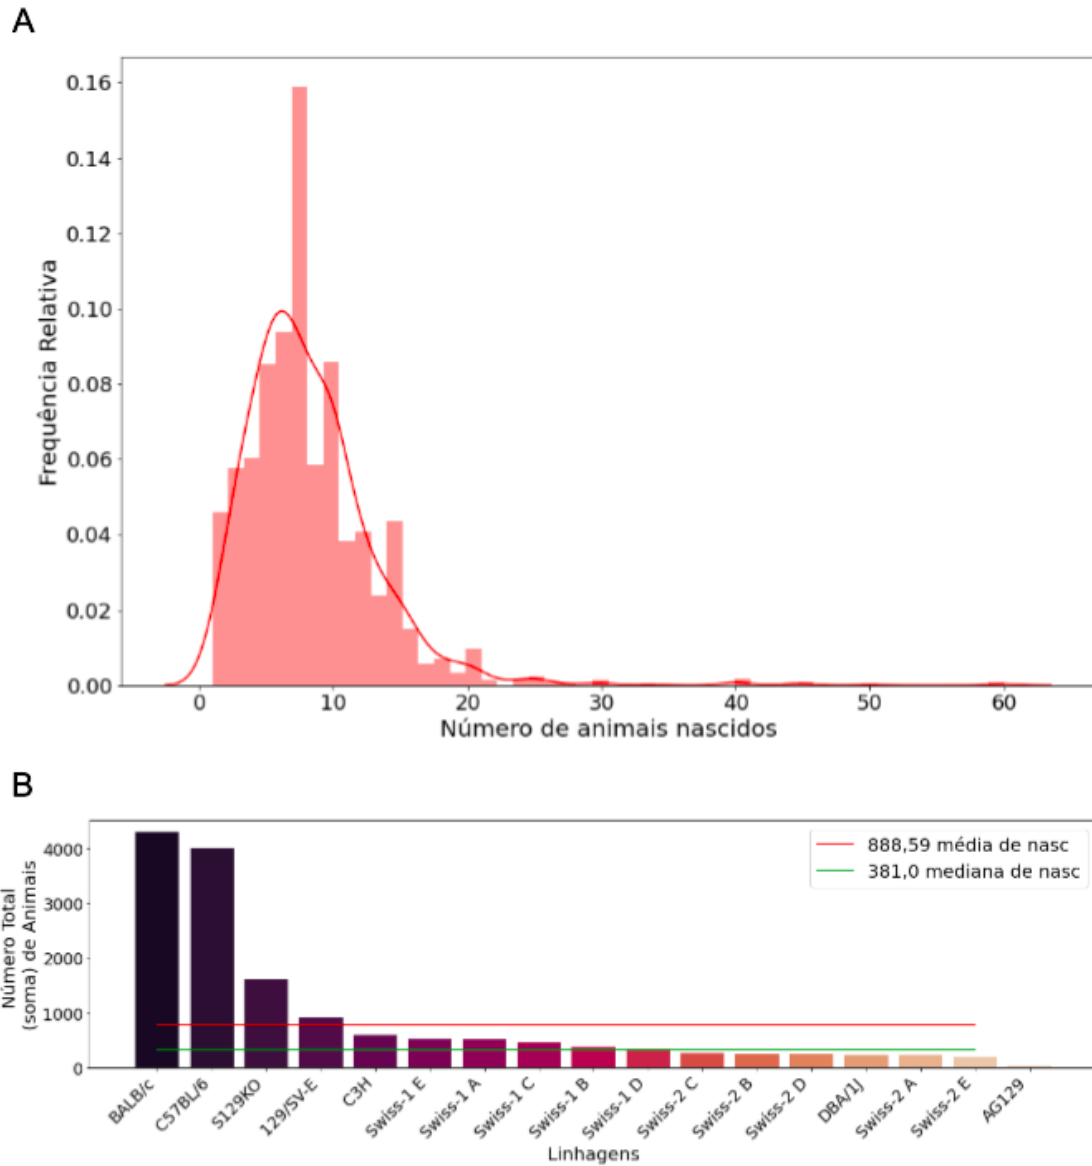 A
0.16
0.14
0.12
0.10
0.08
0.06
0.04
0.02
0.00
Frequência Relativa
0 10 20 30 40 50 60
Número de animais nascidos
B
4000
3000
2000
1000
0
Número Total
(soma) de Animais
888,59 média de nasc
381,0 mediana de nasc
BALB/c C57BL/6 S129KO 129/SV-E C3H Swiss-1 E Swiss-1 A Swiss-1 C Swiss-1 B Swiss-1 D Swiss-2 C Swiss-2 B Swiss-2 D DBA/1J Swiss-2 A Swiss-2 E AG129
Linhagens